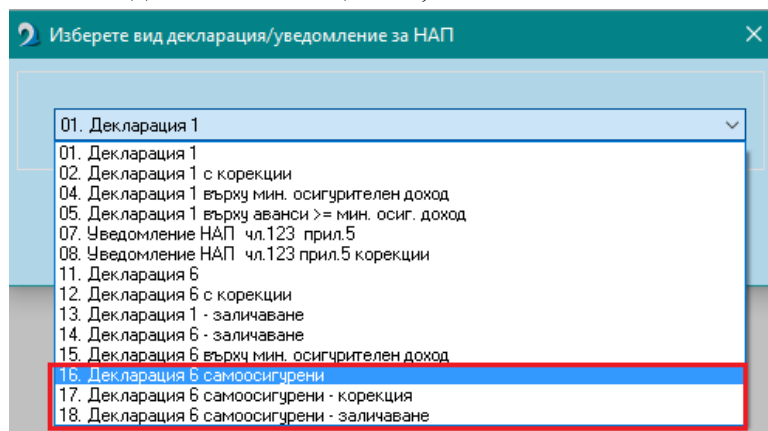 Изберете вид декларация/уведомление за НАП
01. Декларация 1
01. Декларация 1
02. Декларация 1 с корекции
04. Декларация 1 върху мин. осигурителен доход
05. Декларация 1 върху аванси >= мин. осиг. доход
07. Уведомление НАП чл.123 прил.5
08. Уведомление НАП чл.123 прил.5 корекции
11. Декларация 6
12. Декларация 6 с корекции
13. Декларация 1 - заличаване
14. Декларация 6 - заличаване
15. Декларация 6 върху мин. осигурителен доход
16. Декларация 6 самоосигурени
17. Декларация 6 самоосигурени - корекция
18. Декларация 6 самоосигурени - заличаване